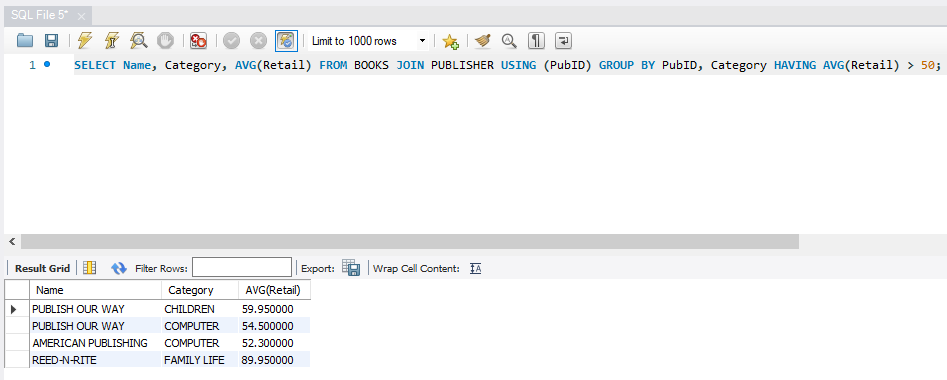 SQL File 5*
Limit to 1000 rows
1 SELECT Name, Category, AVG(Retail) FROM BOOKS JOIN PUBLISHER USING (PubID) GROUP BY PubID, Category HAVING AVG(Retail) > 50;
Result Grid Filter Rows: Export: Wrap Cell Content:
Name Category AVG(Retail)
PUBLISH OUR WAY CHILDREN 59.950000
PUBLISH OUR WAY COMPUTER 54.500000
AMERICAN PUBLISHING COMPUTER 52.300000
REED-N-RITE FAMILY LIFE 89.950000